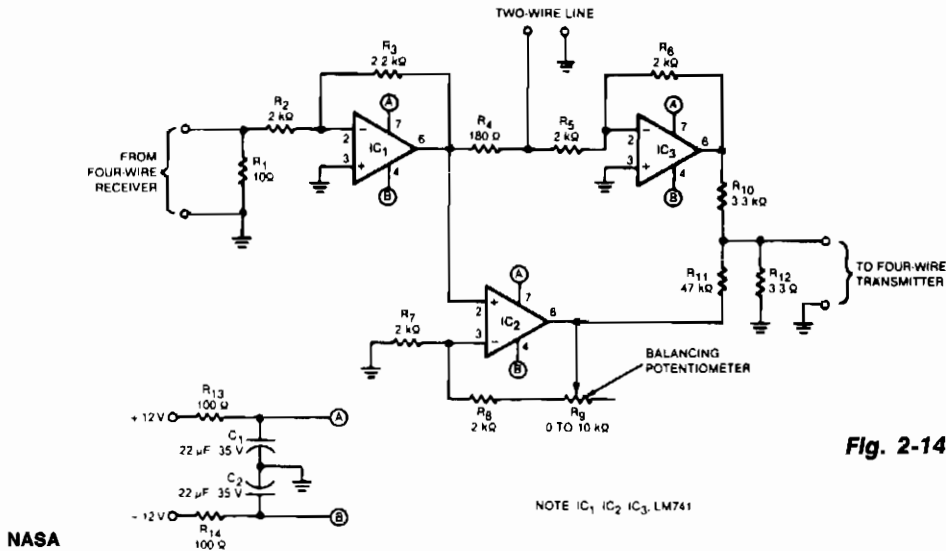 TWO-WIRE LINE
R3
2.2 kΩ
R6
2 kΩ
R2
2 kΩ
A
7
A
7
2
−
IC1
6
R4
180 Ω
R5
2 kΩ
2
−
IC3
6
3
+
4
3
+
4
FROM
FOUR-WIRE
RECEIVER
R1
10Ω
B
B
R10
3.3 kΩ
R11
47 kΩ
R12
3.3 Ω
TO FOUR-WIRE
TRANSMITTER
A
7
R7
2 kΩ
2
+
IC2
6
3
−
4
B
BALANCING
POTENTIOMETER
R8
2 kΩ
R9
0 TO 10 kΩ
R13
100 Ω
+12V
A
C1
22 µF 35 V
C2
22 µF 35 V
−12V
B
R14
100 Ω
Fig. 2-14
NOTE IC1 IC2 IC3, LM741
NASA